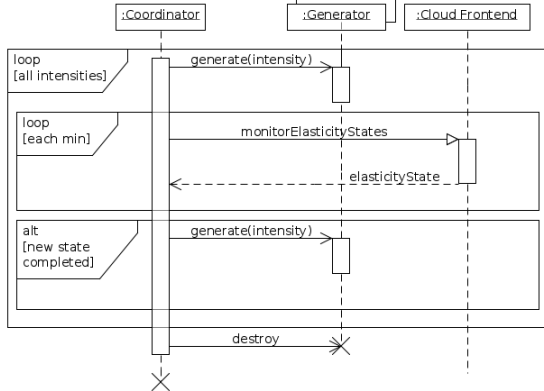 :Coordinator
:Generator
:Cloud Frontend
loop
[all intensities]
generate(intensity)
loop
[each min]
monitorElasticityStates
elasticityState
alt
[new state
completed]
generate(intensity)
destroy